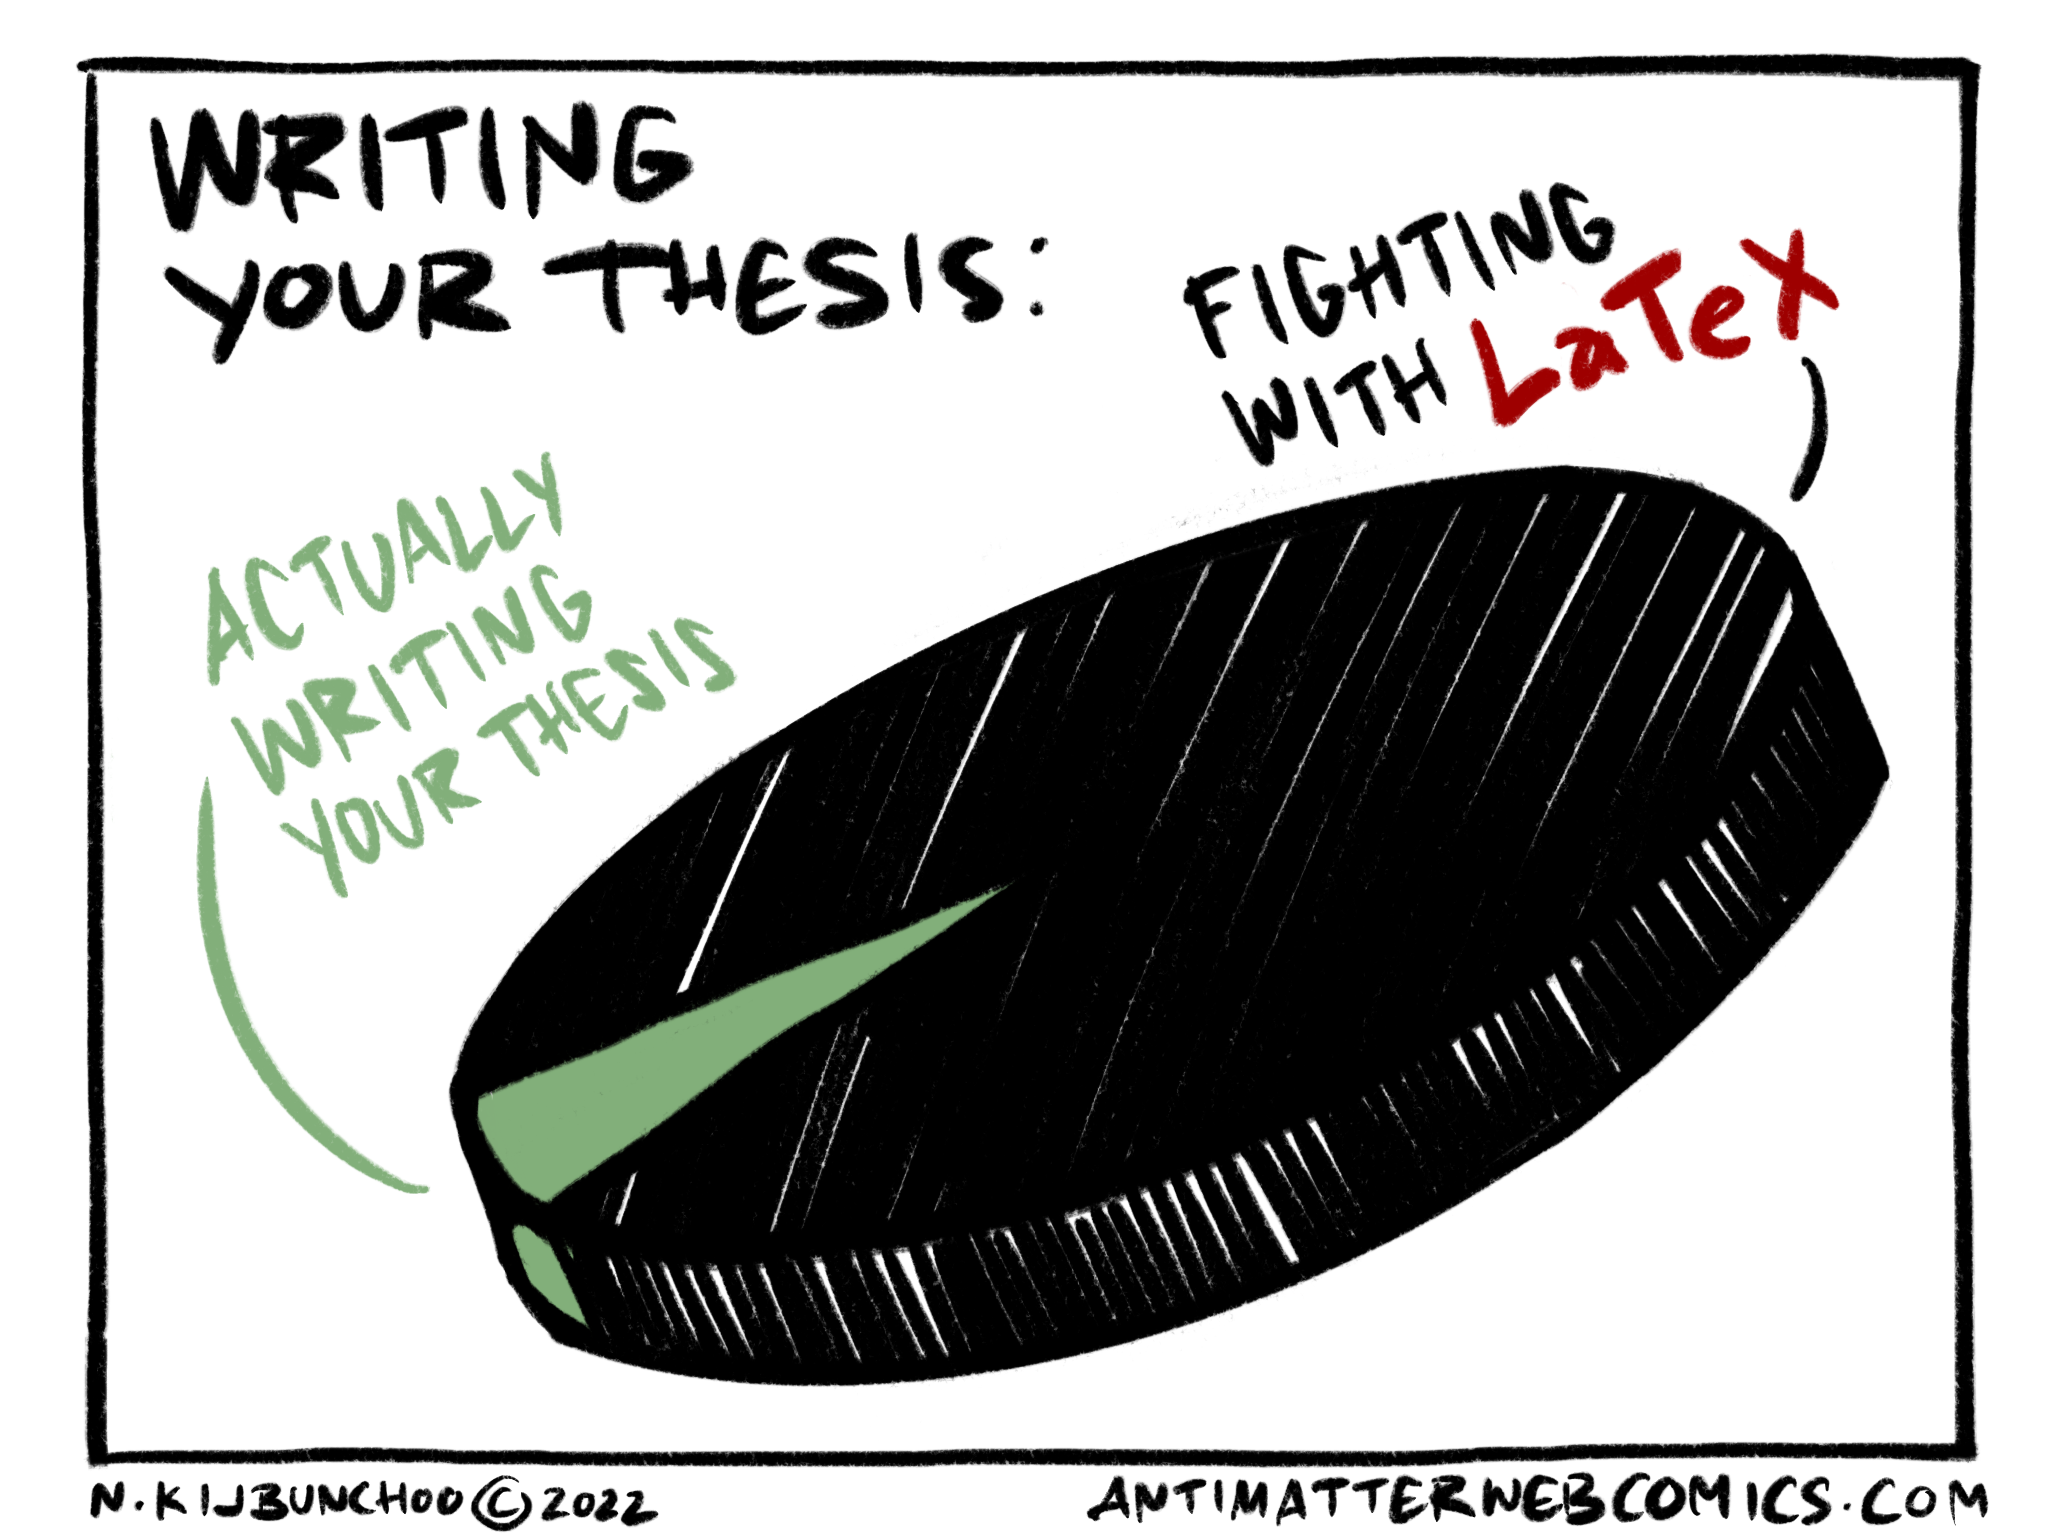 WRITING
YOUR THESIS:
FIGHTING
WITH LaTeX
ACTUALLY
WRITING
YOUR THESIS
N. KIJBUNCHOO © 2022
ANTIMATTERWEBCOMICS.COM